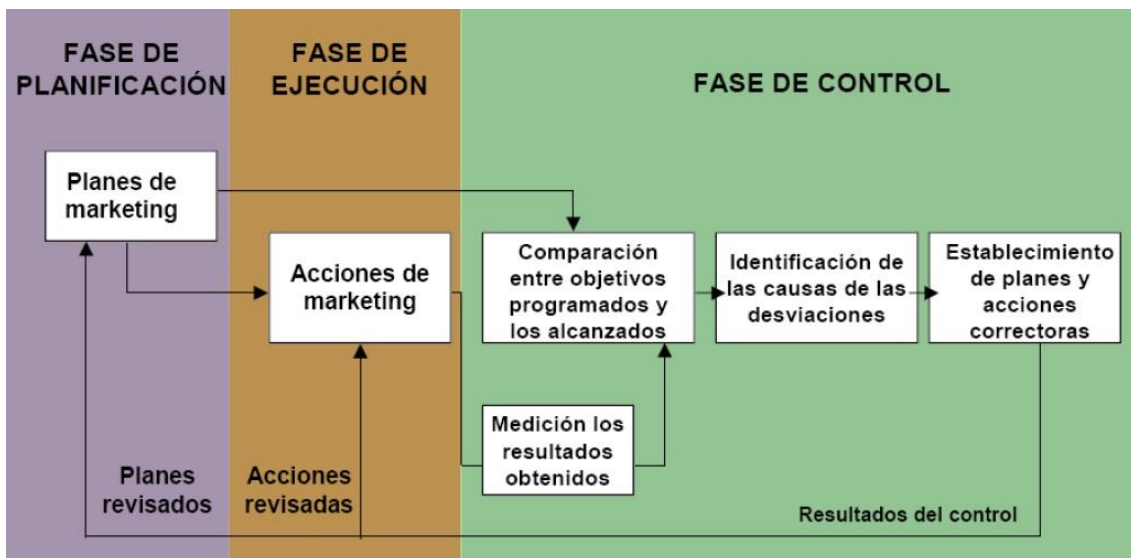 FASE DE
PLANIFICACIÓN
FASE DE
EJECUCIÓN
FASE DE CONTROL
Planes de
marketing
Acciones de
marketing
Comparación
entre objetivos
programados y
los alcanzados
Identificación de
las causas de las
desviaciones
Establecimiento
de planes y
acciones
correctoras
Medición los
resultados
obtenidos
Planes
revisados
Acciones
revisadas
Resultados del control